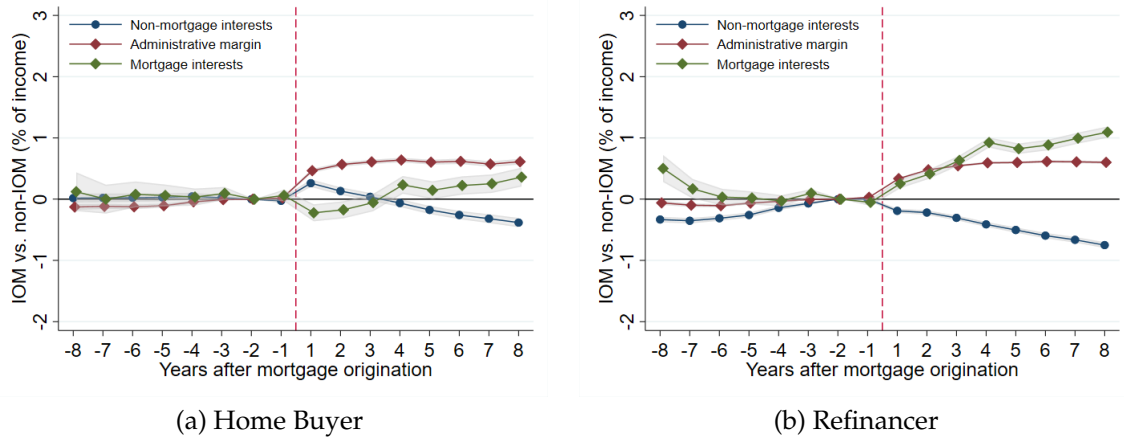 IOM vs. non-IOM (% of income)
3
2
1
0
-1
-2
Non-mortgage interests
Administrative margin
Mortgage interests
-8 -7 -6 -5 -4 -3 -2 -1 1 2 3 4 5 6 7 8
Years after mortgage origination
(a) Home Buyer
IOM vs. non-IOM (% of income)
3
2
1
0
-1
-2
Non-mortgage interests
Administrative margin
Mortgage interests
-8 -7 -6 -5 -4 -3 -2 -1 1 2 3 4 5 6 7 8
Years after mortgage origination
(b) Refinancer